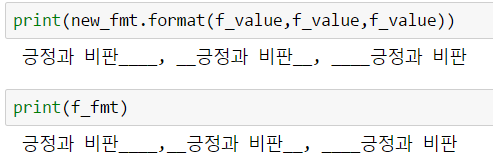 print(new_fmt.format(f_value,f_value,f_value))
긍정과 비판____, __긍정과 비판__, ____긍정과 비판
print(f_fmt)
긍정과 비판____,__긍정과 비판__, ____긍정과 비판